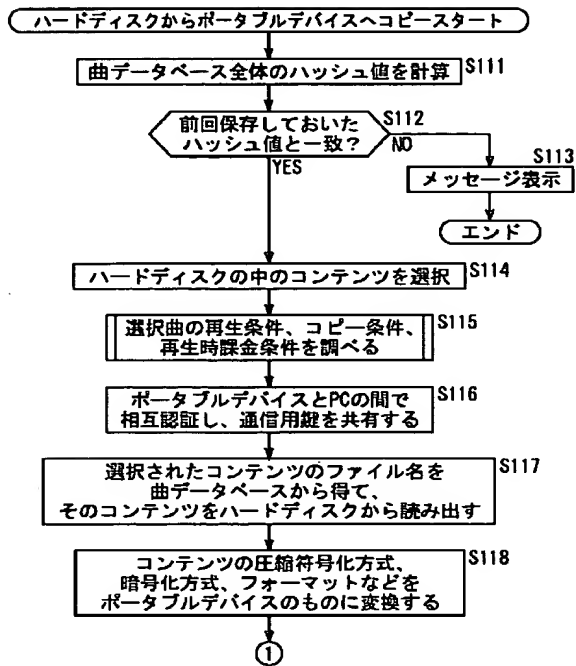 ハードディスクからポータブルデバイスへコピースタート
曲データベース全体のハッシュ値を計算
S111
前回保存しておいた
ハッシュ値と一致？
S112
NO
YES
S113
メッセージ表示
エンド
ハードディスクの中のコンテンツを選択
S114
選択曲の再生条件、コピー条件、
再生時課金条件を調べる
S115
ポータブルデバイスとPCの間で
相互認証し、通信用鍵を共有する
S116
選択されたコンテンツのファイル名を
曲データベースから得て、
そのコンテンツをハードディスクから読み出す
S117
コンテンツの圧縮符号化方式、
暗号化方式、フォーマットなどを
ポータブルデバイスのものに変換する
S118
①